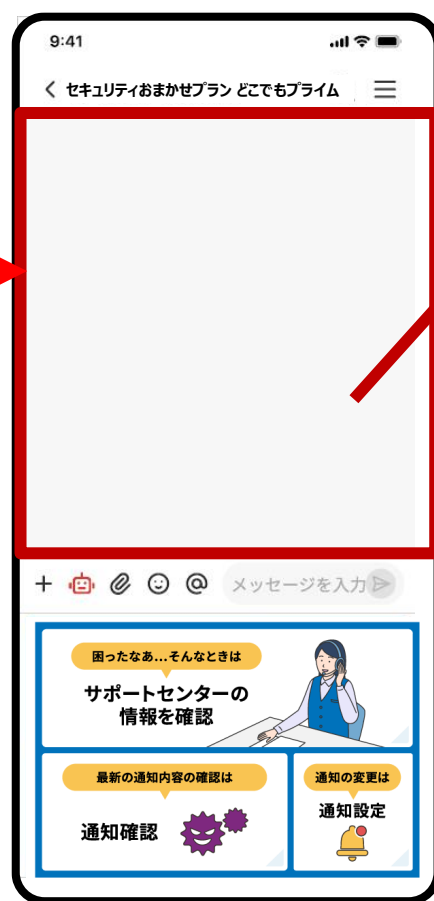 9:41
セキュリティおまかせプラン どこでもプライム
メッセージを入力
困ったなあ...そんなときは
サポートセンターの
情報を確認
最新の通知内容の確認は
通知確認
通知の変更は
通知設定